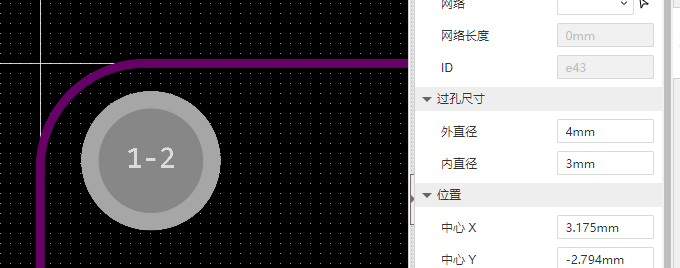 网络
网络长度 0mm
ID e43
过孔尺寸
外直径 4mm
1-2
内直径 3mm
位置
中心 X 3.175mm
中心 Y -2.794mm